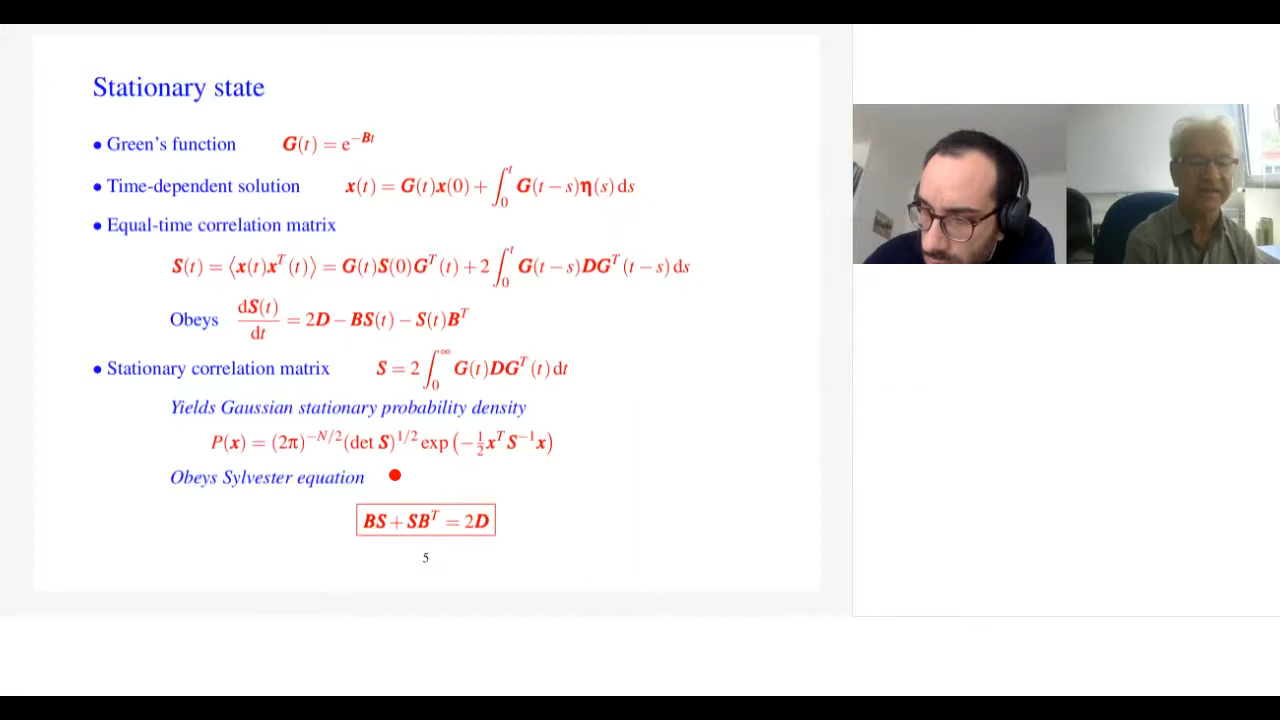 Stationary state
• Green's function G(t) = e^{−Bt}
• Time-dependent solution x(t) = G(t)x(0) + ∫_0^t G(t − s)η(s) ds
• Equal-time correlation matrix
S(t) = ⟨x(t)x^T(t)⟩ = G(t)S(0)G^T(t) + 2 ∫_0^t G(t − s)DG^T(t − s) ds
Obeys dS(t)/dt = 2D − BS(t) − S(t)B^T
• Stationary correlation matrix S = 2 ∫_0^∞ G(t)DG^T(t) dt
Yields Gaussian stationary probability density
P(x) = (2π)^{−N/2}(det S)^{1/2} exp(−½x^T S^{−1}x)
Obeys Sylvester equation
BS + SB^T = 2D
5